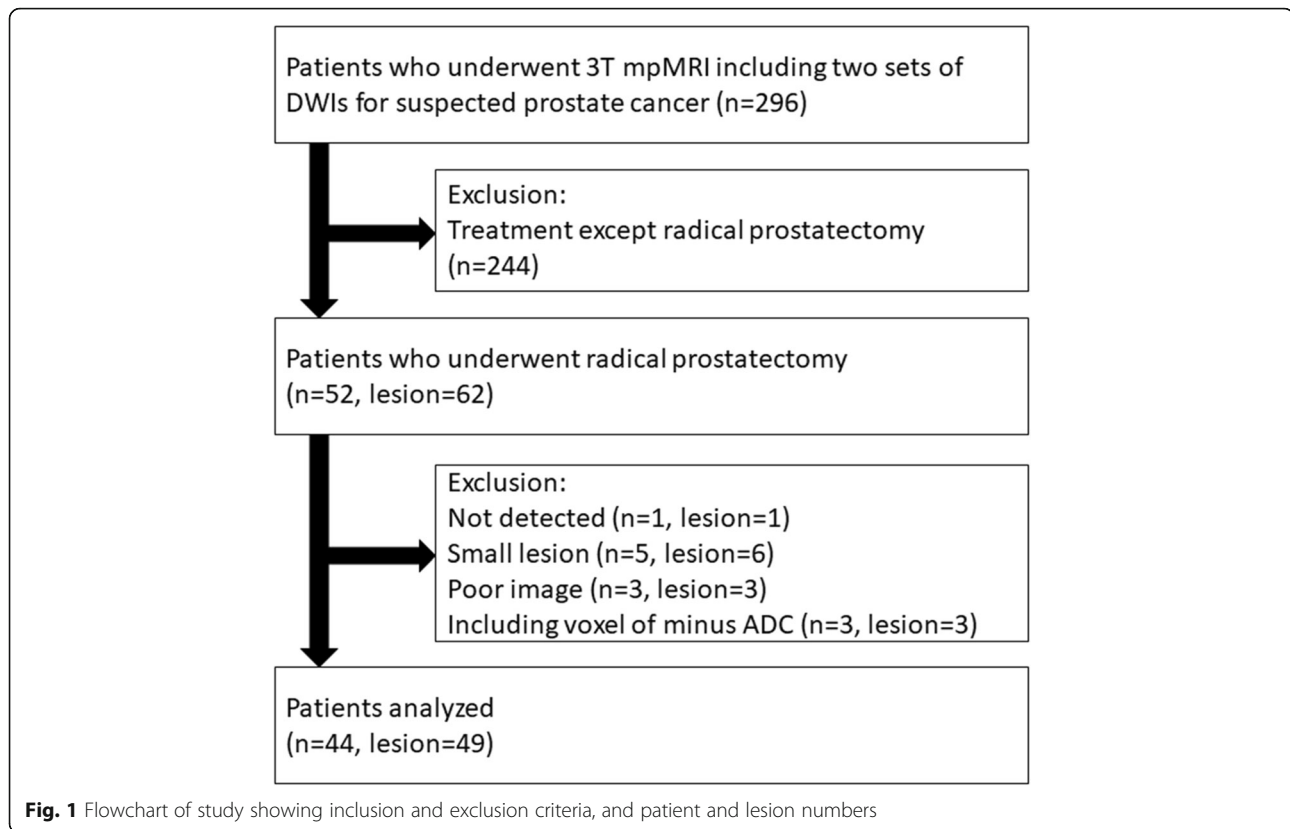 Patients who underwent 3T mpMRI including two sets of
DWIs for suspected prostate cancer (n=296)
Exclusion:
Treatment except radical prostatectomy
(n=244)
Patients who underwent radical prostatectomy
(n=52, lesion=62)
Exclusion:
Not detected (n=1, lesion=1)
Small lesion (n=5, lesion=6)
Poor image (n=3, lesion=3)
Including voxel of minus ADC (n=3, lesion=3)
Patients analyzed
(n=44, lesion=49)
Fig. 1 Flowchart of study showing inclusion and exclusion criteria, and patient and lesion numbers